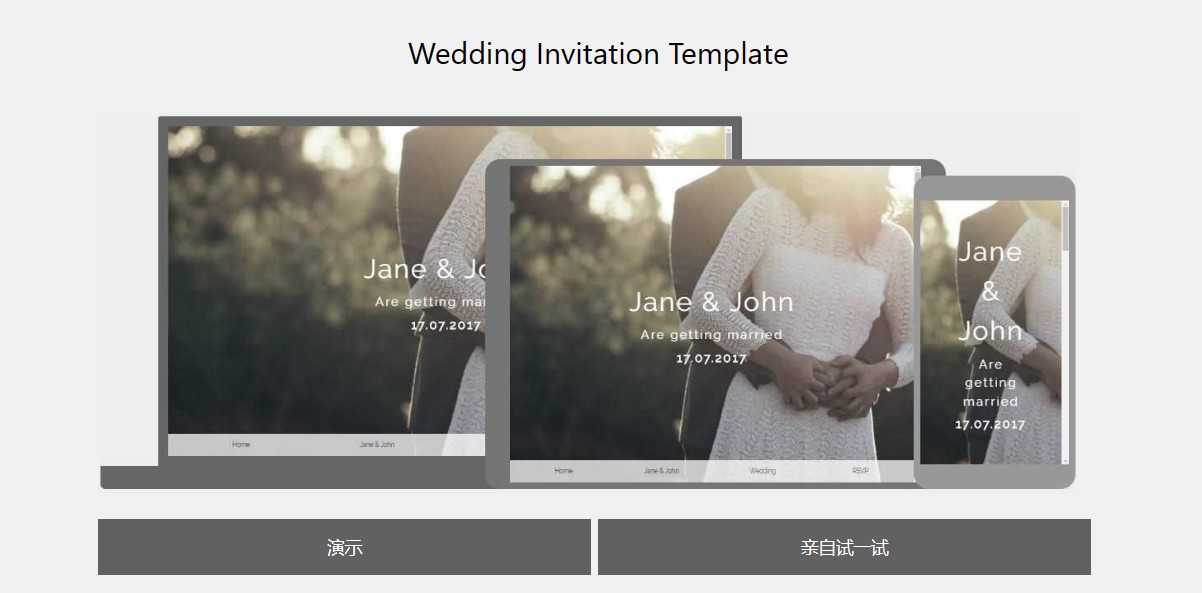 Wedding Invitation Template
Jane & Jo
Are getting mar
17.07.2017
Home
Jane & John
Jane & John
Are getting married
17.07.2017
Home
Jane & John
Wedding
RSVP
Jane
&
John
Are
getting
married
17.07.2017
演示
亲自试一试